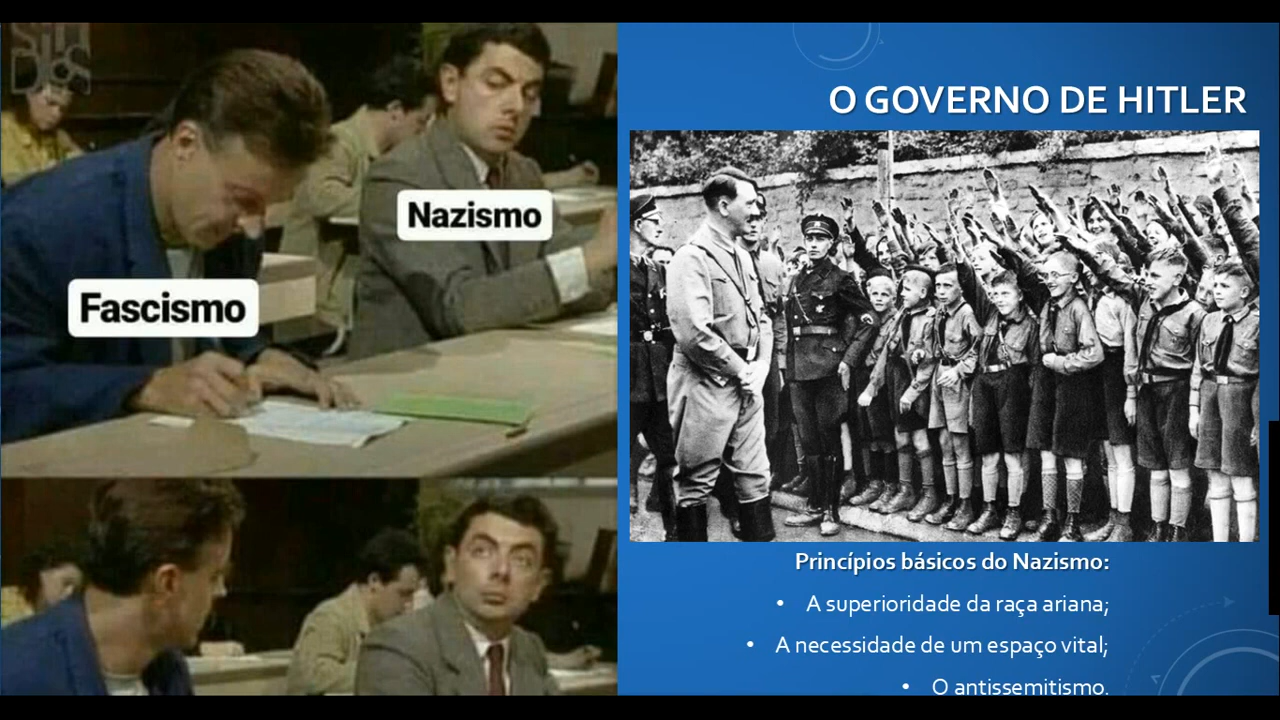 Nazismo
Fascismo
O GOVERNO DE HITLER
Princípios básicos do Nazismo:
• A superioridade da raça ariana;
• A necessidade de um espaço vital;
• O antissemitismo.